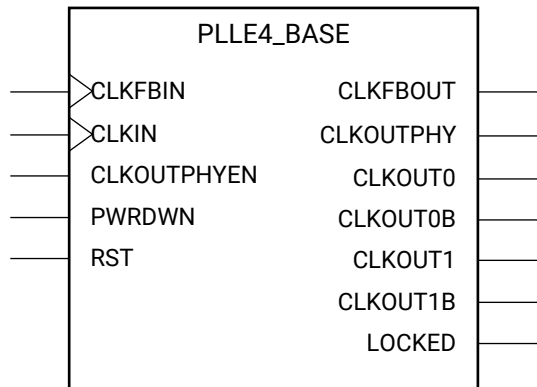 PLLE4_BASE
CLKFBIN
CLKIN
CLKOUTPHYEN
PWRDWN
RST
CLKFBOUT
CLKOUTPHY
CLKOUT0
CLKOUT0B
CLKOUT1
CLKOUT1B
LOCKED